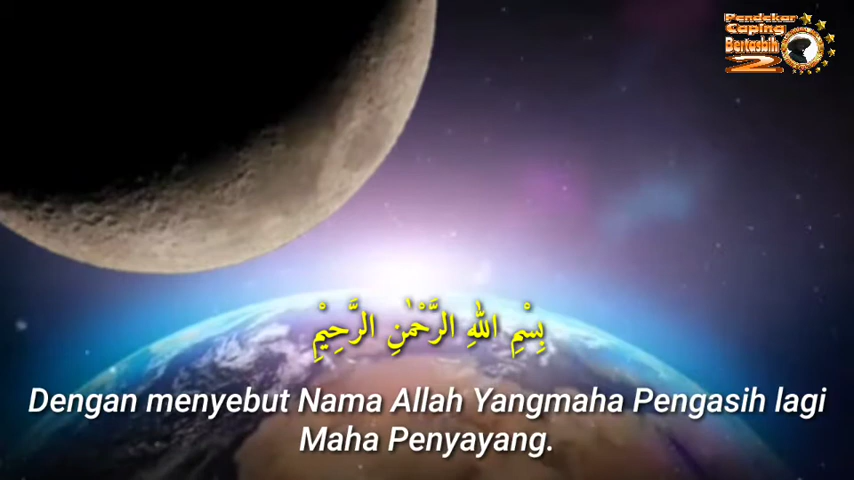 Pendekar
Caping
Bertasbih
2
بِسْمِ اللّٰهِ الرَّحْمٰنِ الرَّحِيْمِ
Dengan menyebut Nama Allah Yangmaha Pengasih lagi
Maha Penyayang.